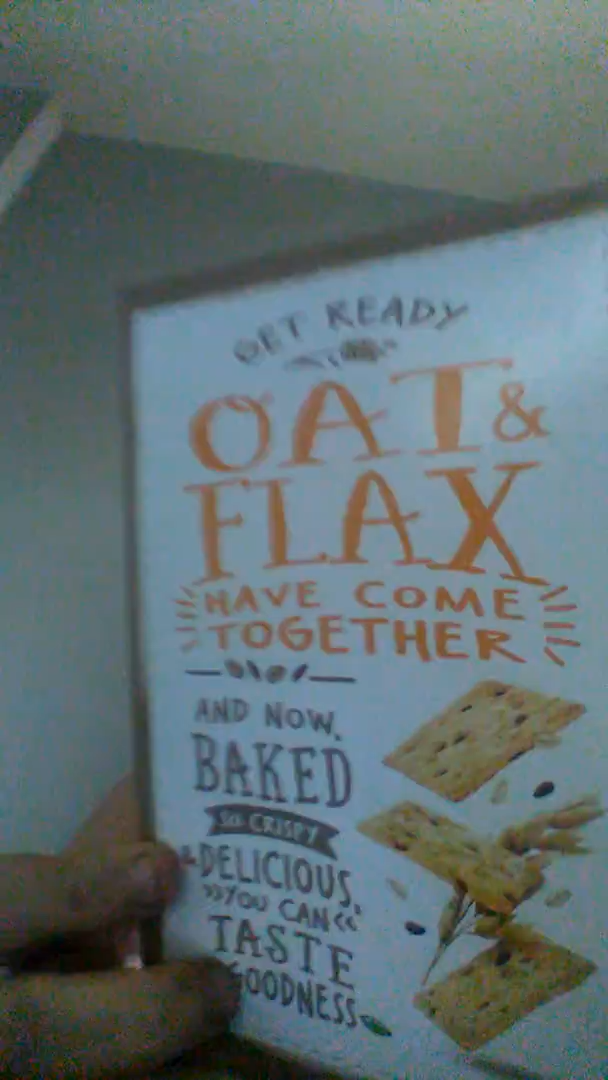 GET READY
OAT &
FLAX
HAVE COME
TOGETHER
AND NOW,
BAKED
SO CRISPY
& DELICIOUS,
YOU CAN
TASTE
GOODNESS